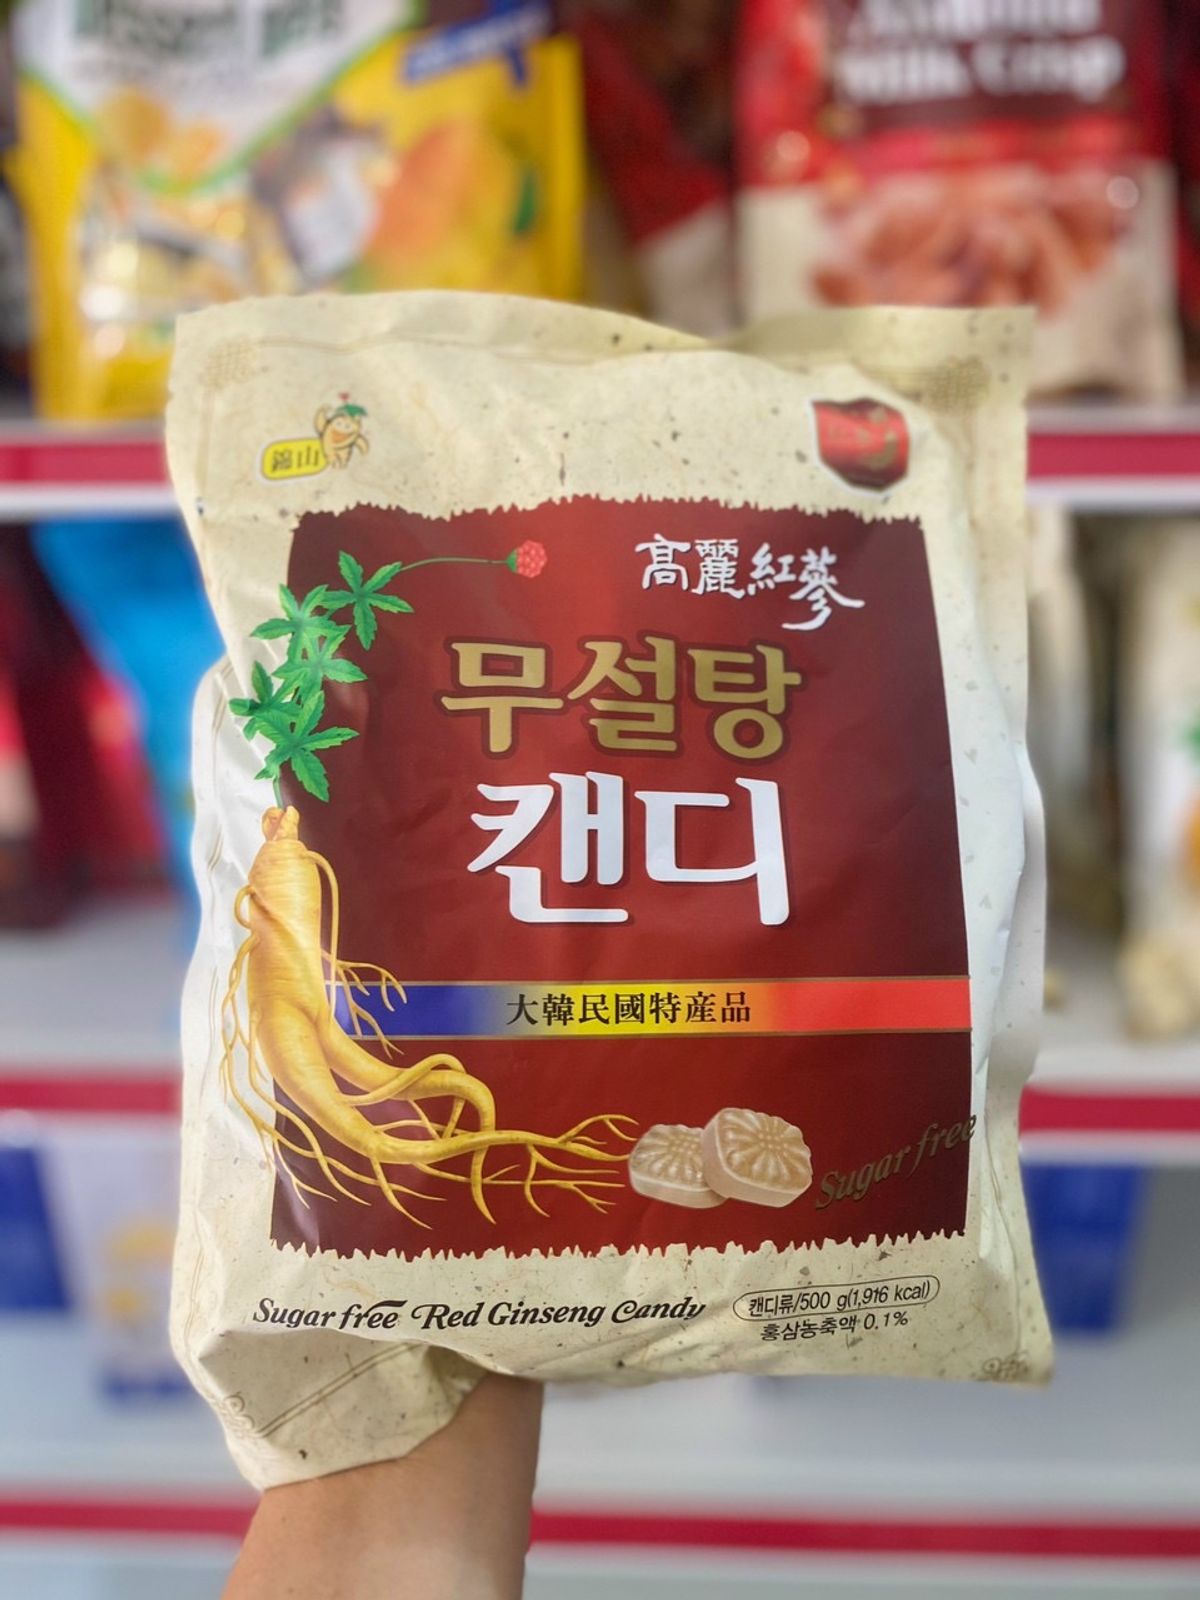 Milk Crisp
錦山
高麗紅蔘
무설탕
캔디
大韓民國特産品
Sugar free
Sugar free Red Ginseng Candy
캔디류/500 g(1,916 kcal)
홍삼농축액 0.1%